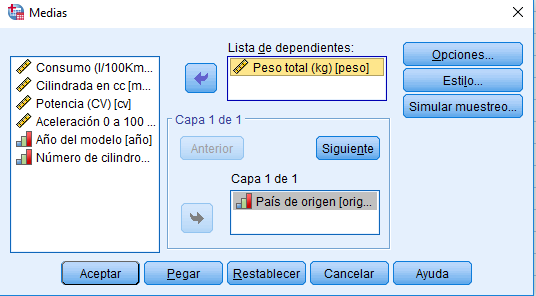 Medias
Consumo (l/100Km...
Cilindrada en cc [m...
Potencia (CV) [cv]
Aceleración 0 a 100 ...
Año del modelo [año]
Número de cilindro...
Lista de dependientes:
Peso total (kg) [peso]
Capa 1 de 1
Anterior
Siguiente
Capa 1 de 1
País de origen [orig...
Opciones...
Estilo...
Simular muestreo...
Aceptar
Pegar
Restablecer
Cancelar
Ayuda